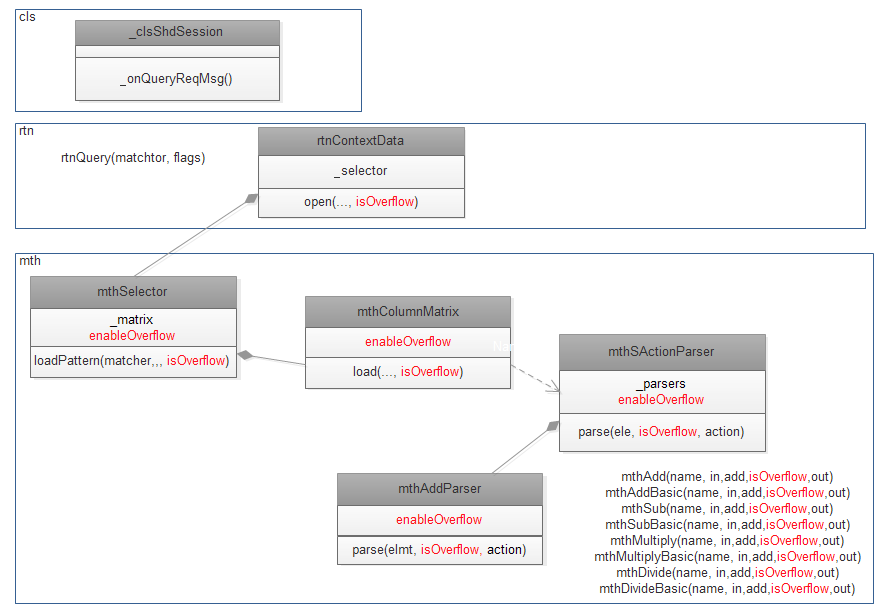 cls
_clsShdSession
_onQueryReqMsg()
rtn
rtnQuery(matchtor, flags)
rtnContextData
_selector
open(..., isOverflow)
mth
mthSelector
_matrix
enableOverflow
loadPattern(matcher,,, isOverflow)
mthColumnMatrix
enableOverflow
load(..., isOverflow)
mthSActionParser
_parsers
enableOverflow
parse(ele, isOverflow, action)
mthAddParser
enableOverflow
parse(elmt, isOverflow, action)
mthAdd(name, in,add,isOverflow,out)
mthAddBasic(name, in,add,isOverflow,out)
mthSub(name, in,add,isOverflow,out)
mthSubBasic(name, in,add,isOverflow,out)
mthMultiply(name, in,add,isOverflow,out)
mthMultiplyBasic(name, in,add,isOverflow,out)
mthDivide(name, in,add,isOverflow,out)
mthDivideBasic(name, in,add,isOverflow,out)